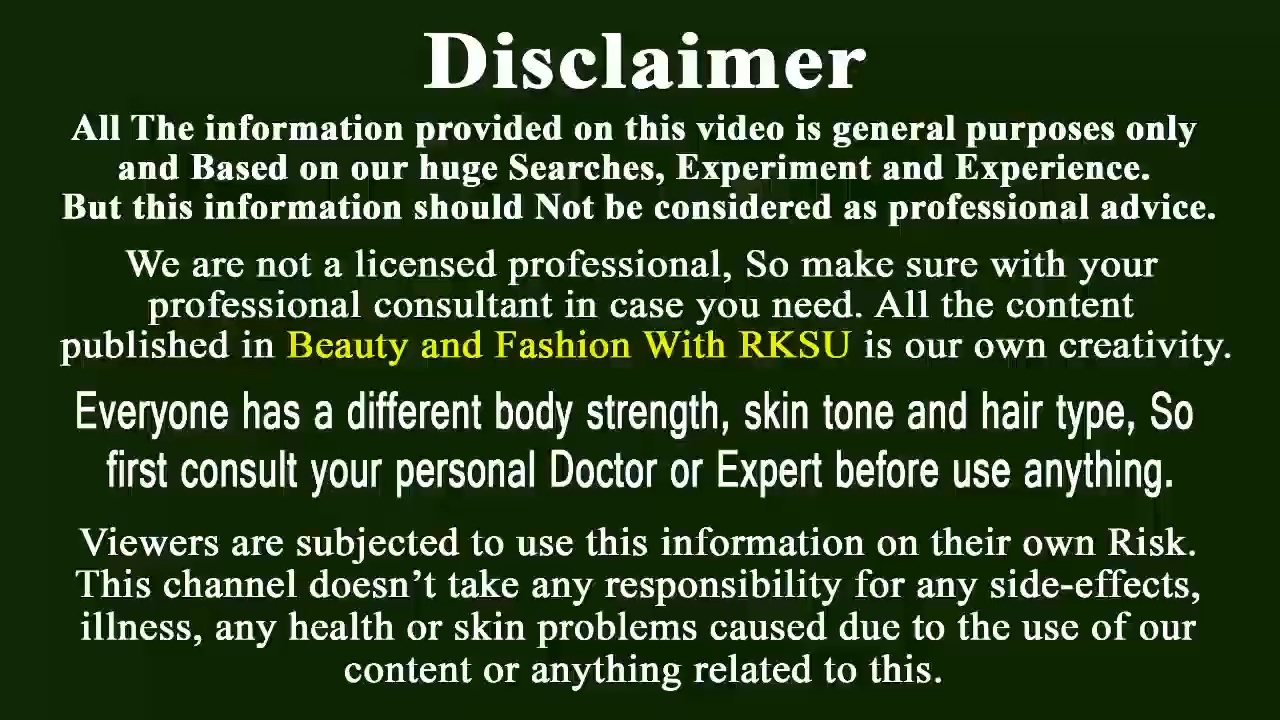 Disclaimer
All The information provided on this video is general purposes only
and Based on our huge Searches, Experiment and Experience.
But this information should Not be considered as professional advice.
We are not a licensed professional, So make sure with your
professional consultant in case you need. All the content
published in Beauty and Fashion With RKSU is our own creativity.
Everyone has a different body strength, skin tone and hair type, So
first consult your personal Doctor or Expert before use anything.
Viewers are subjected to use this information on their own Risk.
This channel doesn’t take any responsibility for any side-effects,
illness, any health or skin problems caused due to the use of our
content or anything related to this.